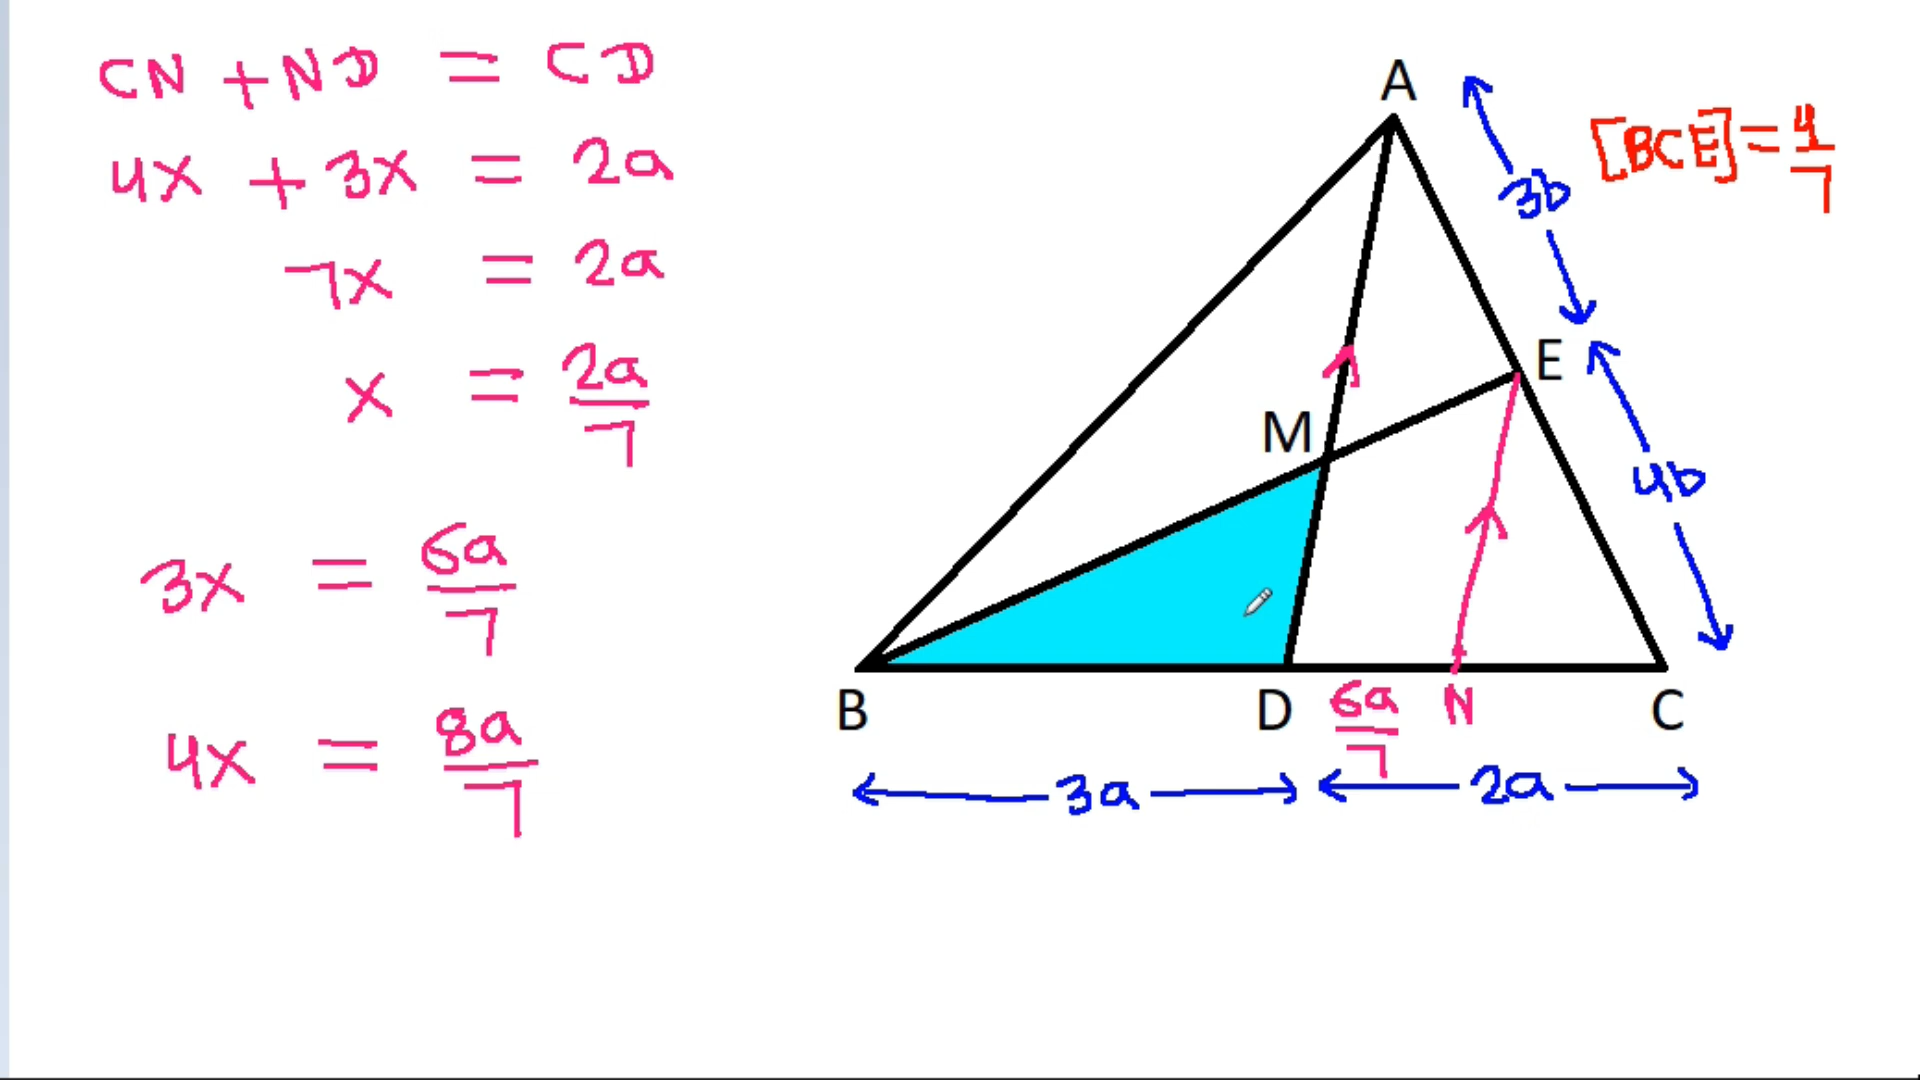 CN + ND = CD
4x + 3x = 2a
7x = 2a
x = 2a/7
3x = 6a/7
4x = 8a/7
A
[BCE] = 4/7
3b
E
M
4b
B
D
6a/7
N
C
3a
2a